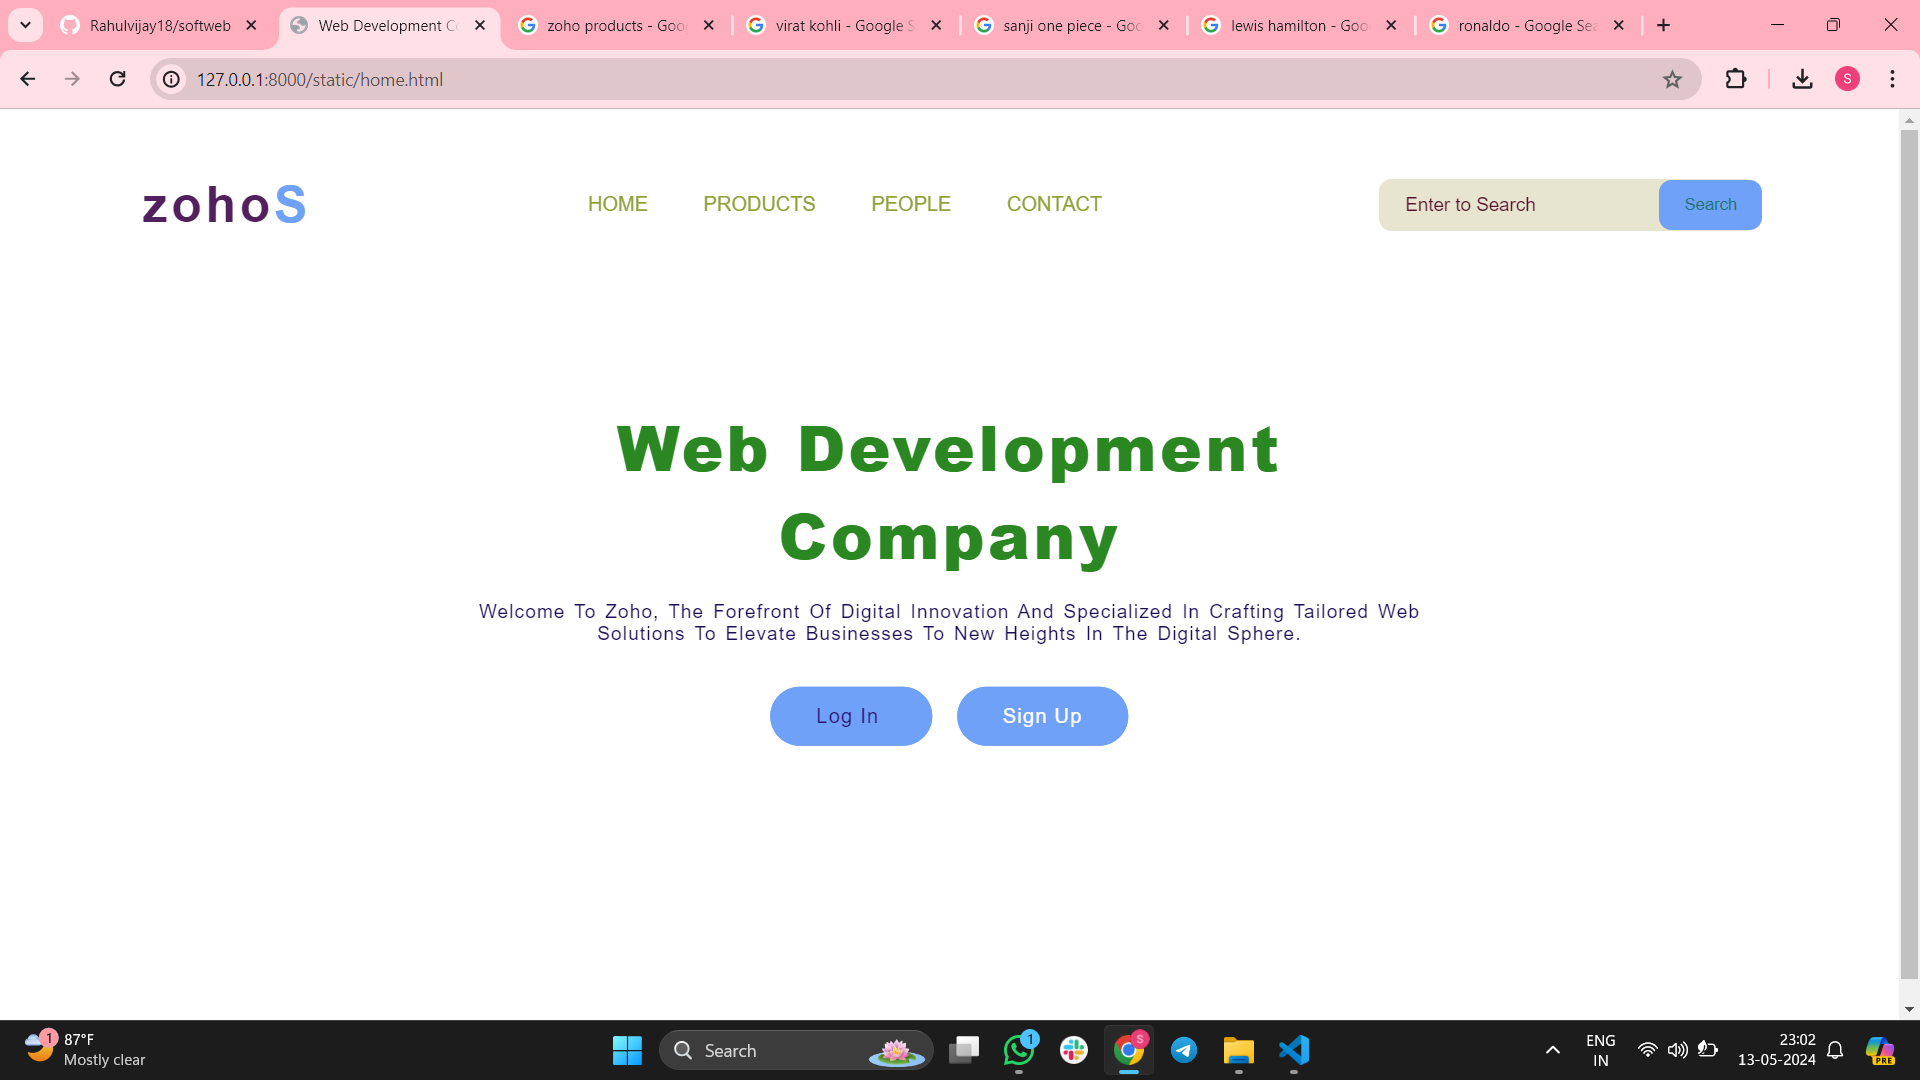 Rahulvijay18/softweb
Web Development C
zoho products - Goo
virat kohli - Google S
sanji one piece - Goo
lewis hamilton - Goo
ronaldo - Google Sea
S
127.0.0.1:8000/static/home.html
zohoS
HOME
PRODUCTS
PEOPLE
CONTACT
Enter to Search
Search
Web Development
Company
Welcome To Zoho, The Forefront Of Digital Innovation And Specialized In Crafting Tailored Web
Solutions To Elevate Businesses To New Heights In The Digital Sphere.
Log In
Sign Up
1
87°F
Mostly clear
Search
1
S
ENG
IN
23:02
13-05-2024
PRE